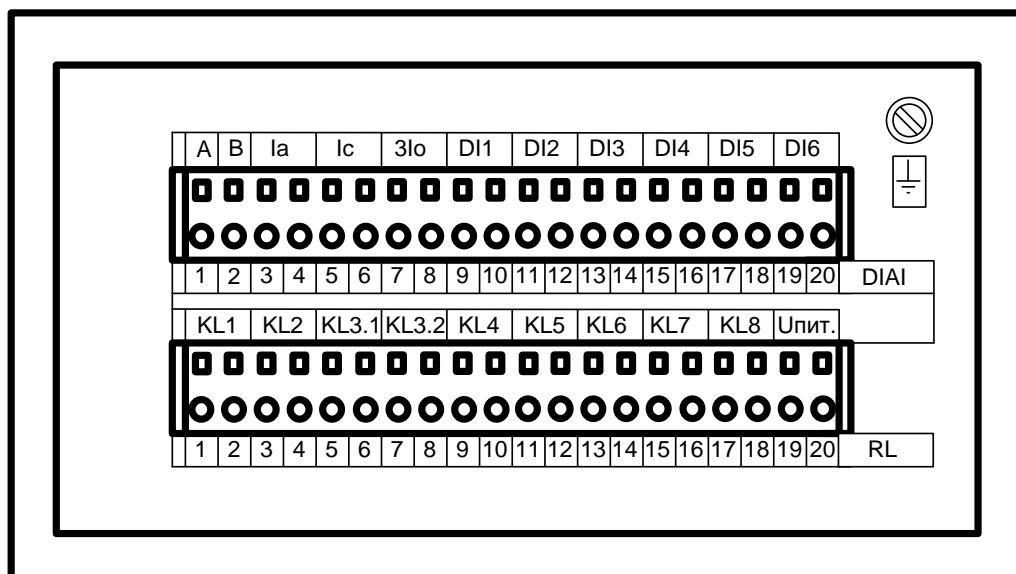 A B Ia Ic 3Io DI1 DI2 DI3 DI4 DI5 DI6
1 2 3 4 5 6 7 8 9 10 11 12 13 14 15 16 17 18 19 20 DIAI
KL1 KL2 KL3.1 KL3.2 KL4 KL5 KL6 KL7 KL8 Uпит.
1 2 3 4 5 6 7 8 9 10 11 12 13 14 15 16 17 18 19 20 RL